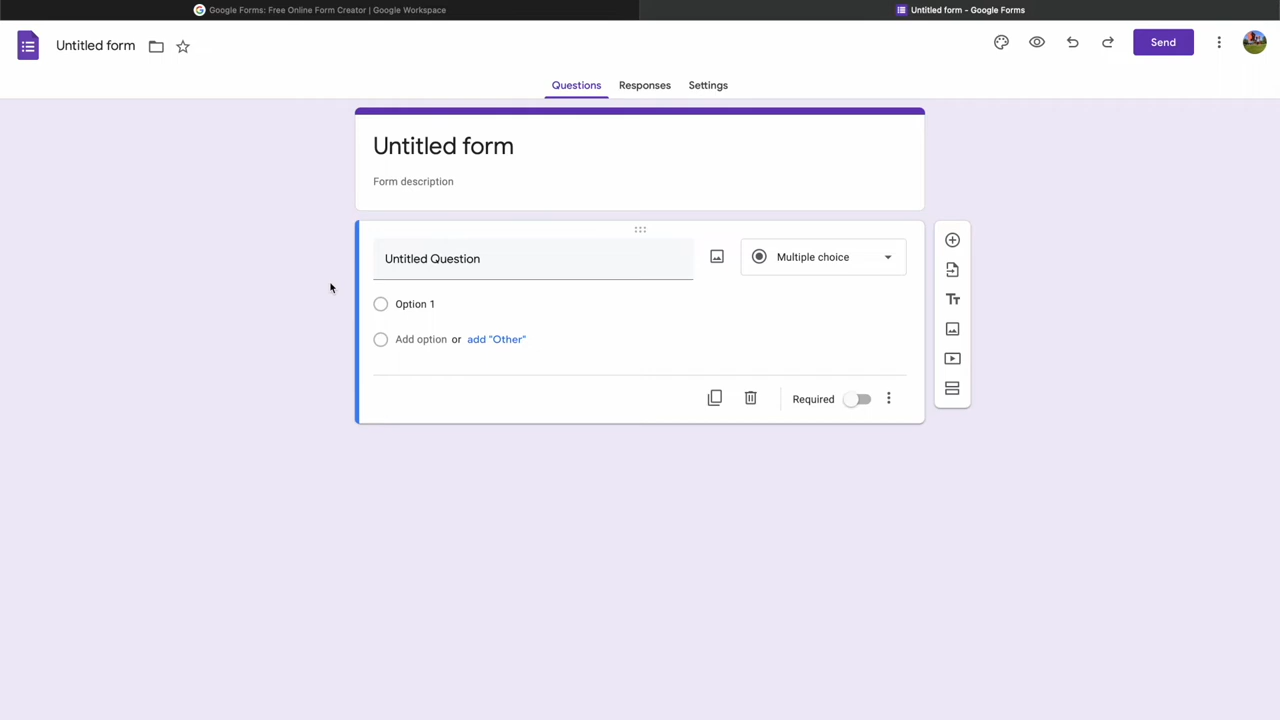 Google Forms: Free Online Form Creator | Google Workspace
Untitled form - Google Forms
Untitled form
Send
Questions
Responses
Settings
Untitled form
Form description
Untitled Question
Multiple choice
Option 1
Add option or add "Other"
Required